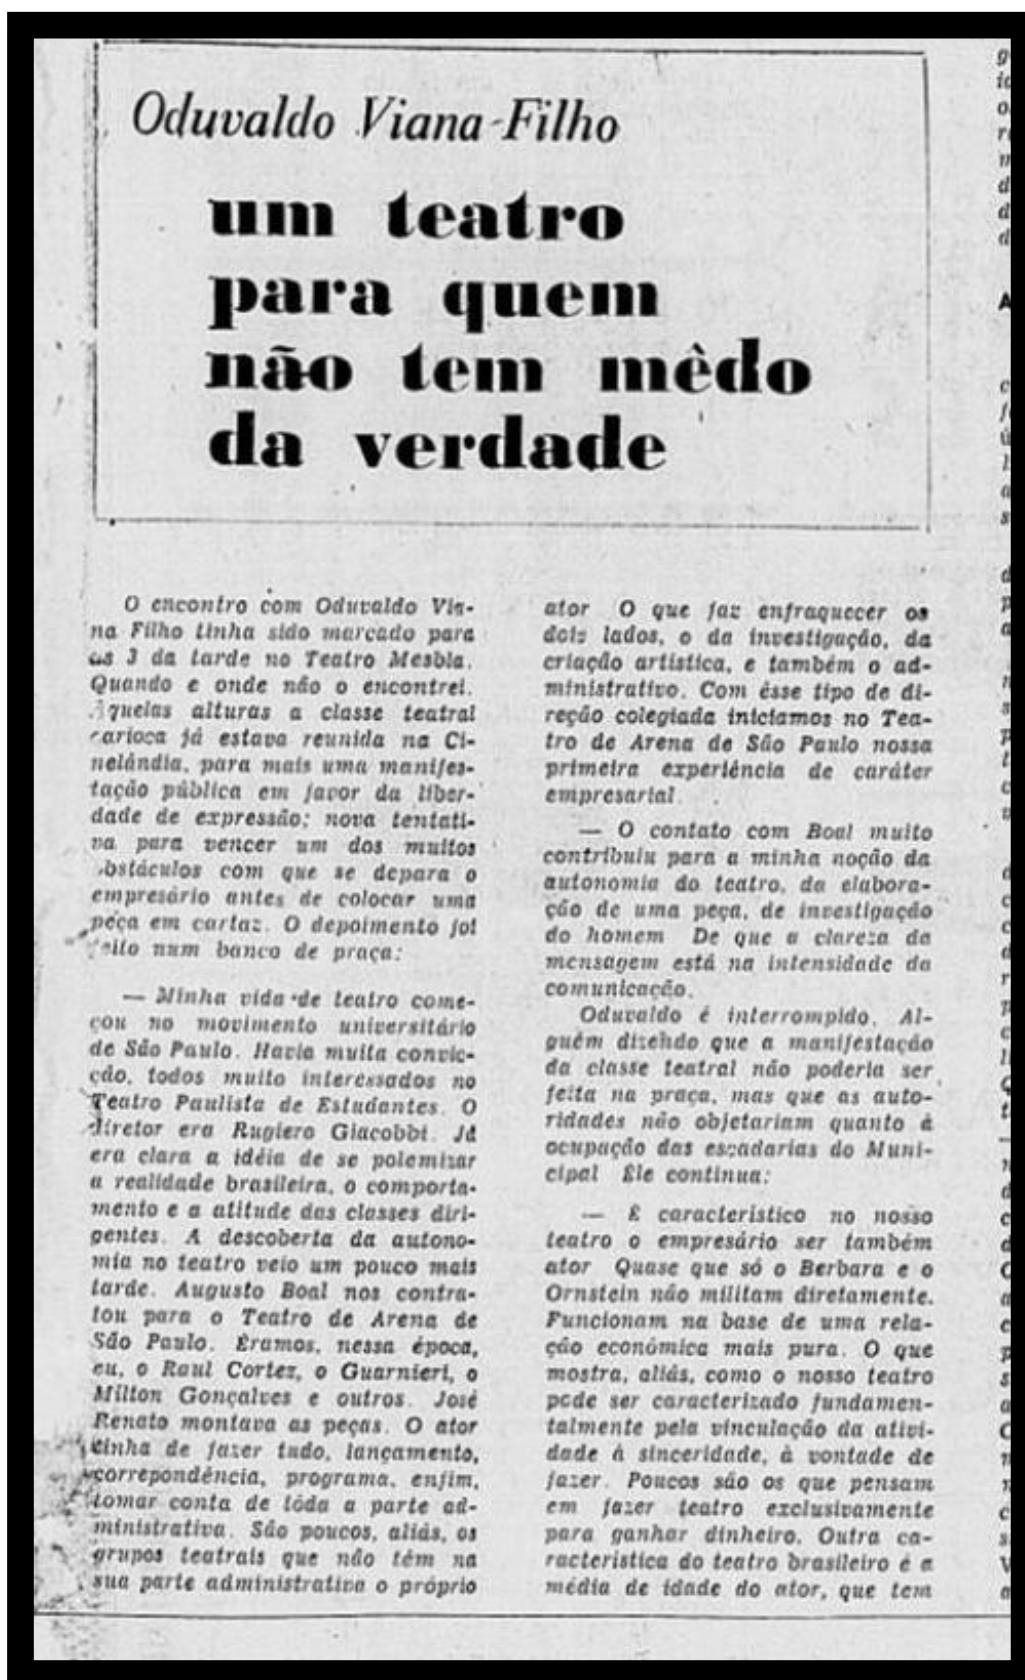 Oduvaldo Viana-Filho
um teatro
para quem
não tem mêdo
da verdade
O encontro com Oduvaldo Via-
na Filho tinha sido marcado para
as 3 da tarde no Teatro Mesbla.
Quando e onde não o encontrei.
Àquelas alturas a classe teatral
carioca já estava reunida na Ci-
nelândia, para mais uma manifes-
tação pública em favor da liber-
dade de expressão; nova tentati-
va para vencer um dos muitos
obstáculos com que se depara o
empresário antes de colocar uma
peça em cartaz. O depoimento foi
feito num banco de praça:
— Minha vida de teatro come-
çou no movimento universitário
de São Paulo. Havia muita convic-
ção, todos muito interessados no
Teatro Paulista de Estudantes. O
diretor era Rugiero Giacobbi. Já
era clara a idéia de se polemizar
a realidade brasileira, o comporta-
mento e a atitude das classes diri-
gentes. A descoberta da autono-
mia no teatro veio um pouco mais
tarde. Augusto Boal nos contra-
tou para o Teatro de Arena de
São Paulo. Éramos, nessa época,
eu, o Raul Cortez, o Guarnieri, o
Milton Gonçalves e outros. José
Renato montava as peças. O ator
tinha de fazer tudo, lançamento,
correpondência, programa, enfim,
tomar conta de tôda a parte ad-
ministrativa. São poucos, aliás, os
grupos teatrais que não têm na
sua parte administrativa o próprio
ator O que faz enfraquecer os
dois lados, o da investigação, da
criação artística, e também o ad-
ministrativo. Com êsse tipo de di-
reção colegiada iniciamos no Tea-
tro de Arena de São Paulo nossa
primeira experiência de caráter
empresarial.
— O contato com Boal muito
contribuiu para a minha noção da
autonomia do teatro, da elabora-
ção de uma peça, de investigação
do homem De que a clareza da
mensagem está na intensidade da
comunicação.
Oduvaldo é interrompido. Al-
guém dizendo que a manifestação
da classe teatral não poderia ser
feita na praça, mas que as auto-
ridades não objetariam quanto à
ocupação das escadarias do Muni-
cipal Êle continua:
— É característico no nosso
teatro o empresário ser também
ator Quase que só o Berbara e o
Ornstein não militam diretamente.
Funcionam na base de uma rela-
ção econômica mais pura. O que
mostra, aliás, como o nosso teatro
pode ser caracterizado fundamen-
talmente pela vinculação da ativi-
dade à sinceridade, à vontade de
fazer. Poucos são os que pensam
em fazer teatro exclusivamente
para ganhar dinheiro. Outra ca-
racterística do teatro brasileiro é a
média de idade do ator, que tem